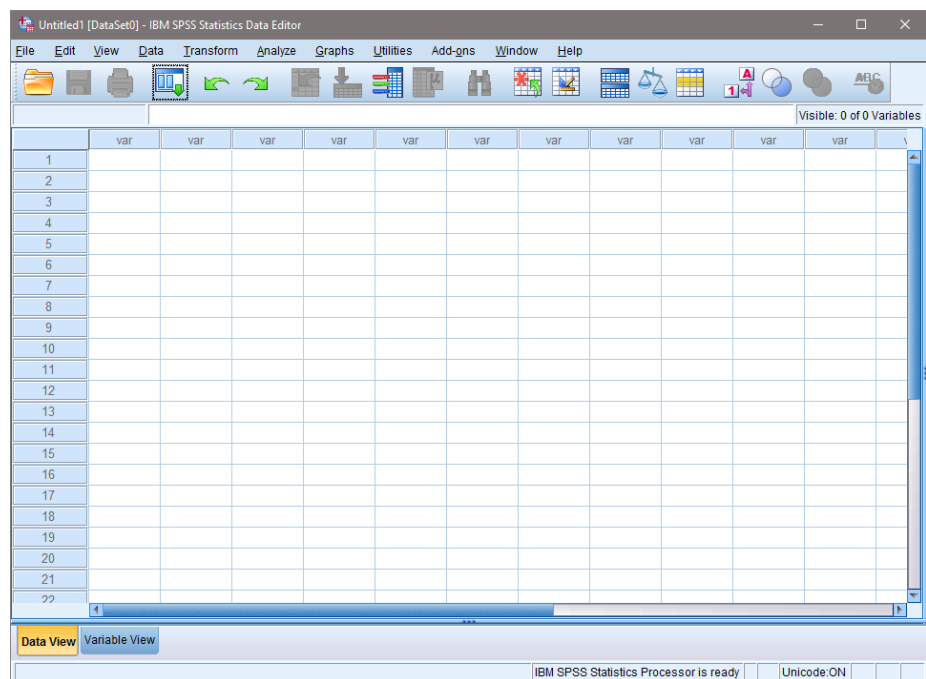 Untitled1 [DataSet0] - IBM SPSS Statistics Data Editor
File Edit View Data Transform Analyze Graphs Utilities Add-ons Window Help
A
1
ABC
Visible: 0 of 0 Variables
var var var var var var var var var var var
1
2
3
4
5
6
7
8
9
10
11
12
13
14
15
16
17
18
19
20
21
22
Data View Variable View
IBM SPSS Statistics Processor is ready Unicode:ON